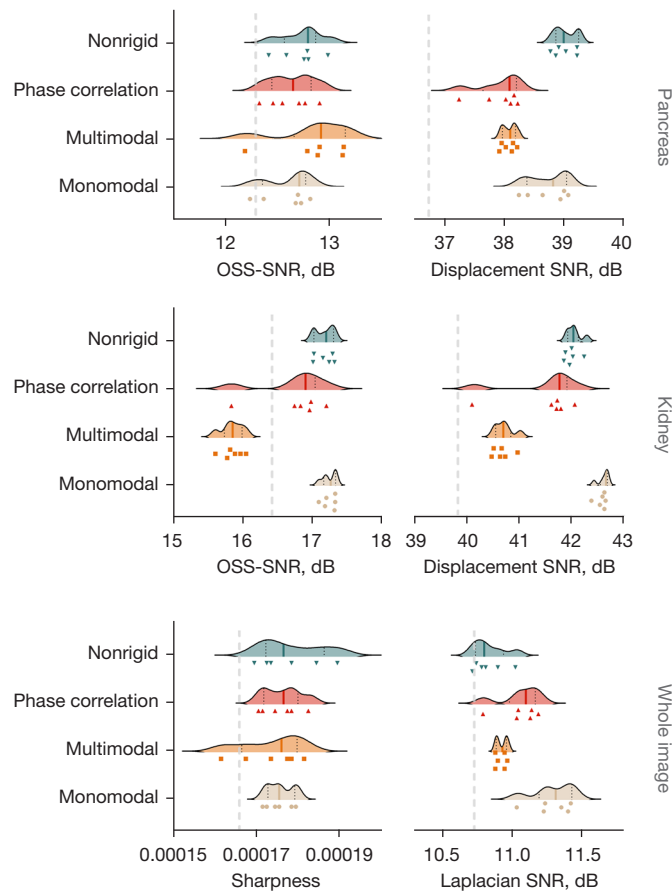 Nonrigid
Phase correlation
Multimodal
Monomodal
12 13
OSS-SNR, dB
37 38 39 40
Displacement SNR, dB
Pancreas
Nonrigid
Phase correlation
Multimodal
Monomodal
15 16 17 18
OSS-SNR, dB
39 40 41 42 43
Displacement SNR, dB
Kidney
Nonrigid
Phase correlation
Multimodal
Monomodal
0.00015 0.00017 0.00019
Sharpness
10.5 11.0 11.5
Laplacian SNR, dB
Whole image